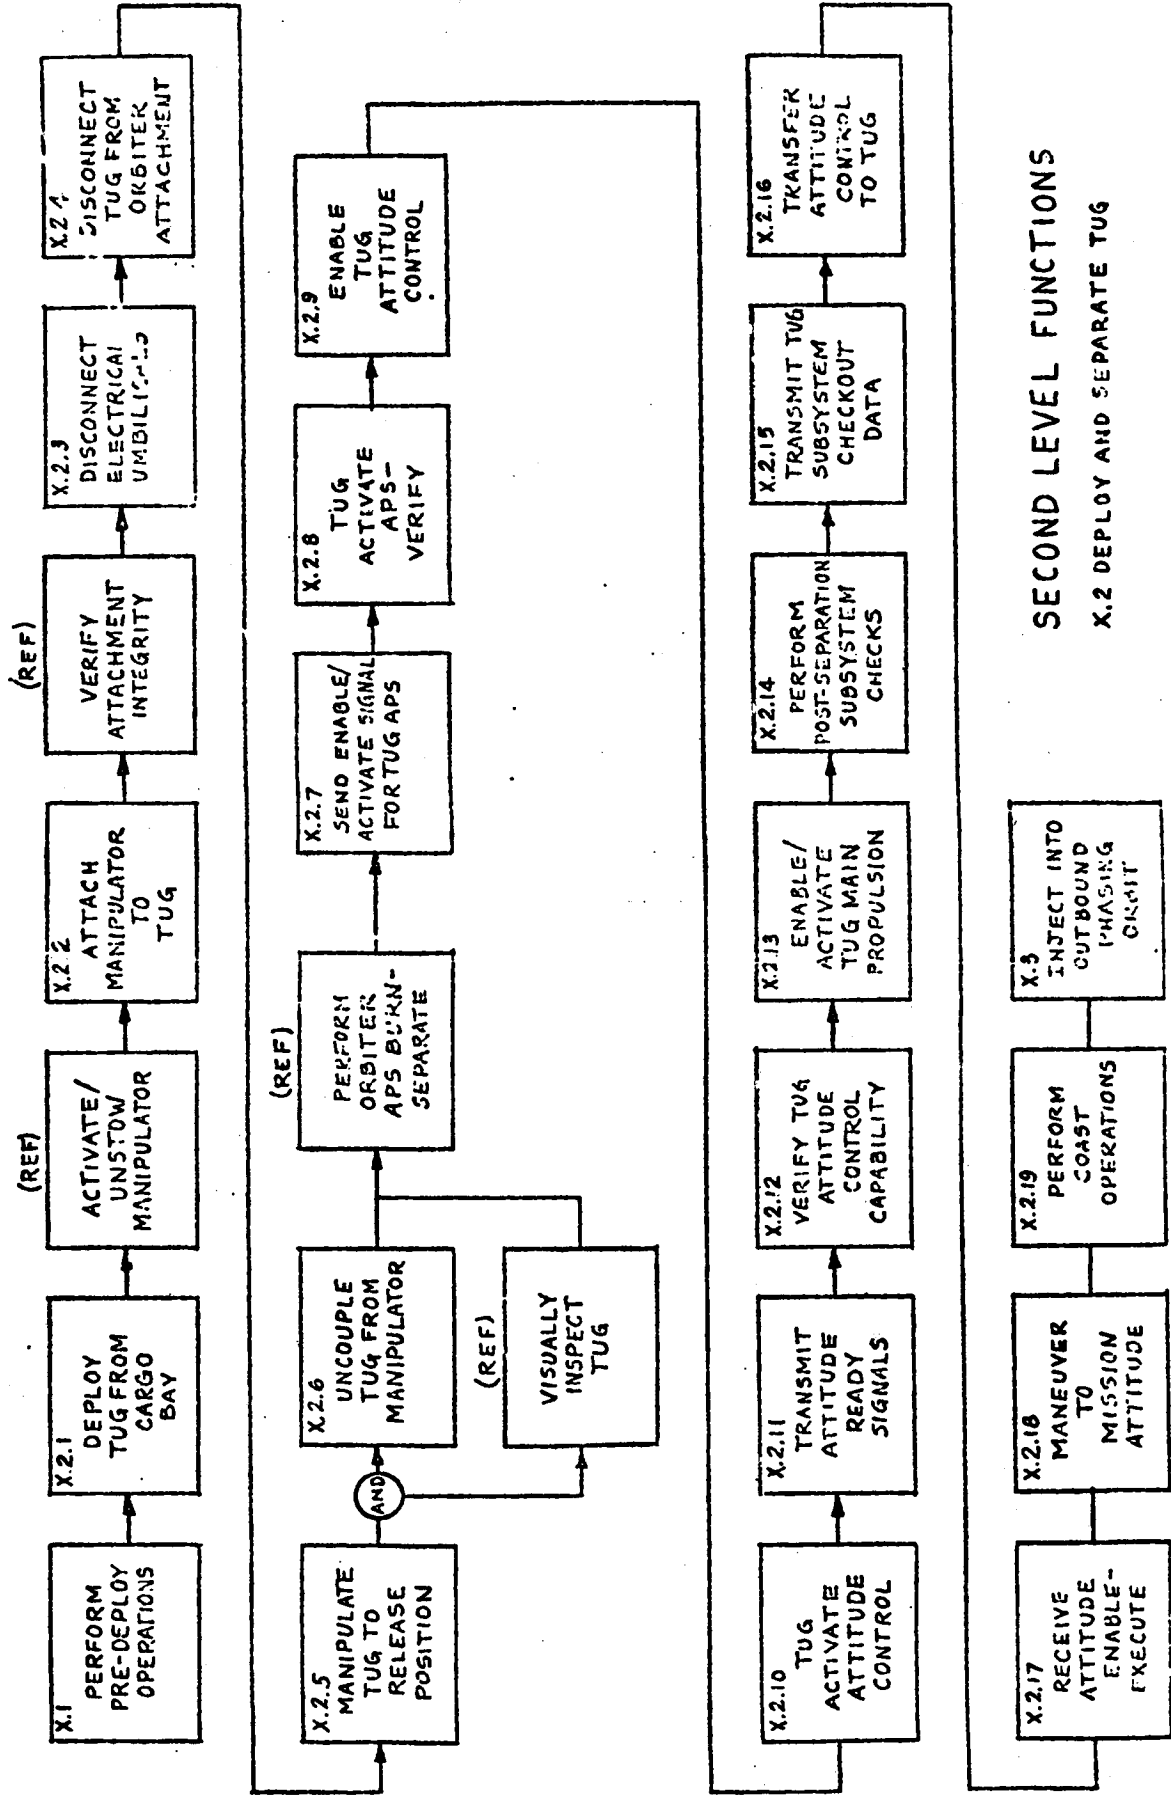 X.1
PERFORM
PRE-DEPLOY
OPERATIONS
X.2.1
DEPLOY
TUG FROM
CARGO
BAY
(REF)
ACTIVATE/
UNSTOW
MANIPULATOR
X.2.2
ATTACH
MANIPULATOR
TO
TUG
(REF)
VERIFY
ATTACHMENT
INTEGRITY
X.2.3
DISCONNECT
ELECTRICAL
UMBILICALS
X.2.4
DISCONNECT
TUG FROM
ORBITER
ATTACHMENT
X.2.5
MANIPULATE
TUG TO
RELEASE
POSITION
AND
X.2.6
UNCOUPLE
TUG FROM
MANIPULATOR
(REF)
VISUALLY
INSPECT
TUG
(REF)
PERFORM
ORBITER
APS BURN-
SEPARATE
X.2.7
SEND ENABLE/
ACTIVATE SIGNAL
FOR TUG APS
X.2.8
TUG
ACTIVATE
APS-
VERIFY
X.2.9
ENABLE
TUG
ATTITUDE
CONTROL
X.2.10
TUG
ACTIVATE
ATTITUDE
CONTROL
X.2.11
TRANSMIT
ATTITUDE
READY
SIGNALS
X.2.12
VERIFY TUG
ATTITUDE
CONTROL
CAPABILITY
X.2.13
ENABLE/
ACTIVATE
TUG MAIN
PROPULSION
X.2.14
PERFORM
POST-SEPARATION
SUBSYSTEM
CHECKS
X.2.15
TRANSMIT TUG
SUBSYSTEM
CHECKOUT
DATA
X.2.16
TRANSFER
ATTITUDE
CONTROL
TO TUG
X.2.17
RECEIVE
ATTITUDE
ENABLE-
EXECUTE
X.2.18
MANEUVER
TO
MISSION
ATTITUDE
X.2.19
PERFORM
COAST
OPERATIONS
X.3
INJECT INTO
OUTBOUND
PHASING
ORBIT
SECOND LEVEL FUNCTIONS
X.2 DEPLOY AND SEPARATE TUG